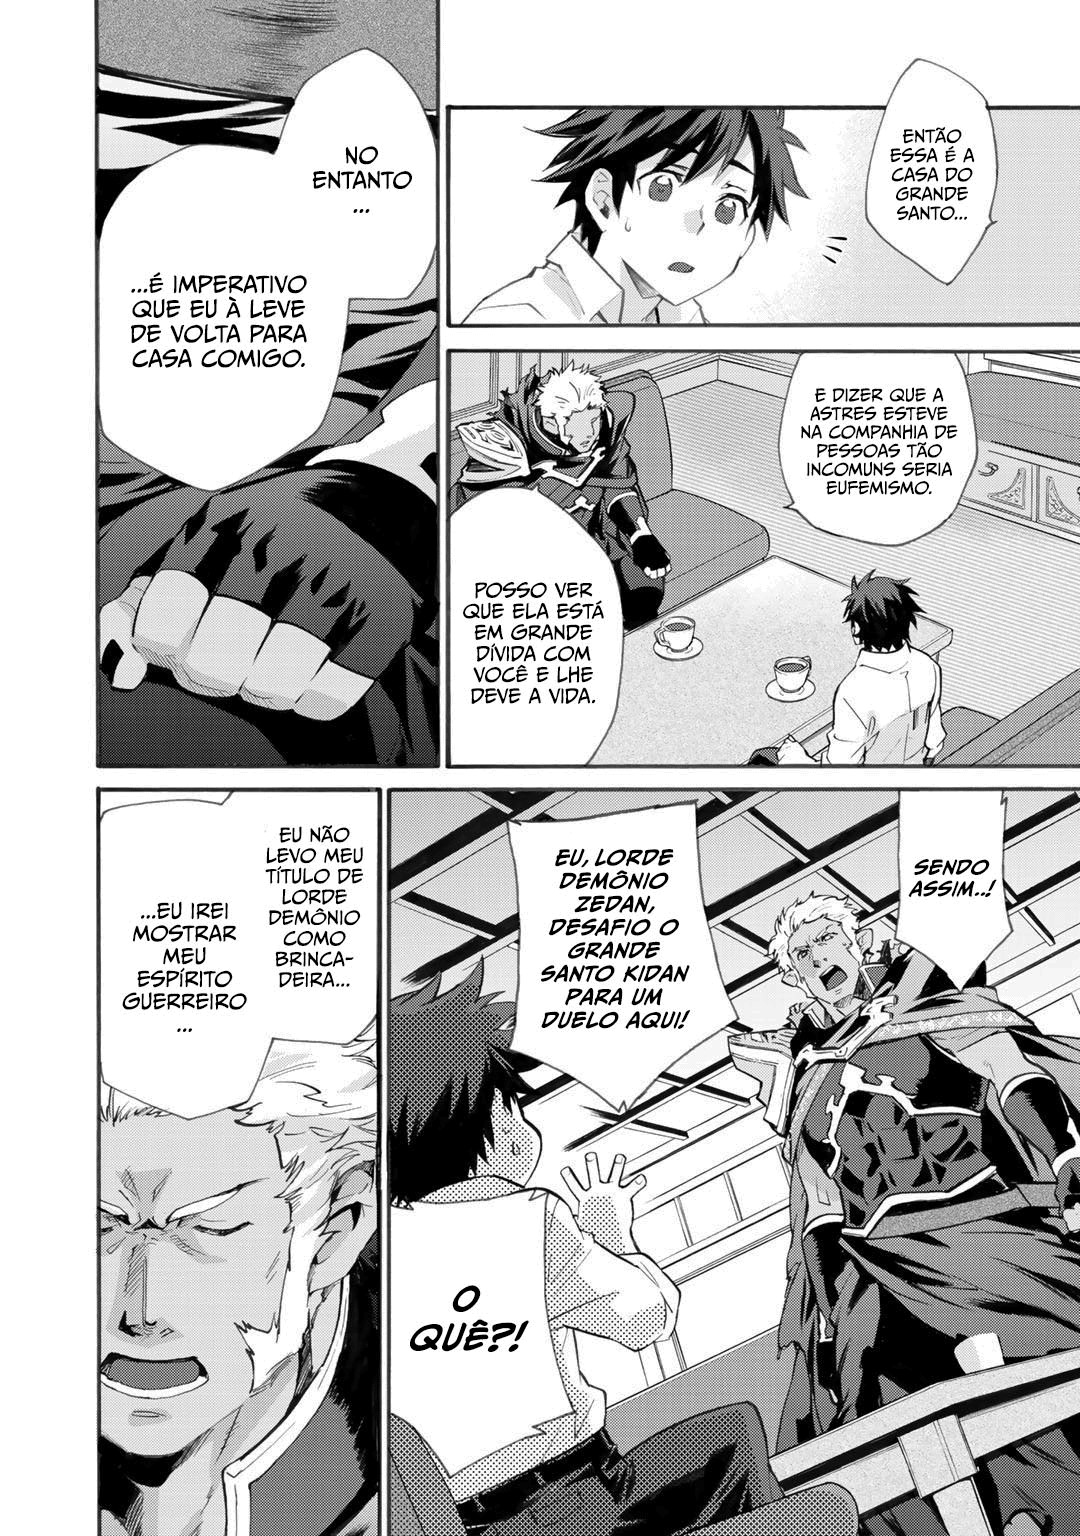 ENTÃO
ESSA É A
CASA DO
GRANDE
SANTO...
E DIZER QUE A
ASTRES ESTEVE
NA COMPANHIA DE
PESSOAS TÃO
INCOMUNS SERIA
EUFEMISMO.
POSSO VER
QUE ELA ESTÁ
EM GRANDE
DÍVIDA COM
VOCÊ E LHE
DEVE A VIDA.
NO
ENTANTO
...
...É IMPERATIVO
QUE EU À LEVE
DE VOLTA PARA
CASA COMIGO.
SENDO
ASSIM..!
EU, LORDE
DEMÔNIO
ZEDAN,
DESAFIO O
GRANDE
SANTO KIDAN
PARA UM
DUELO AQUI!
O
QUÊ?!
EU NÃO
LEVO MEU
TÍTULO DE
LORDE
DEMÔNIO
COMO
BRINCA-
DEIRA...
...EU IREI
MOSTRAR
MEU
ESPÍRITO
GUERREIRO
...